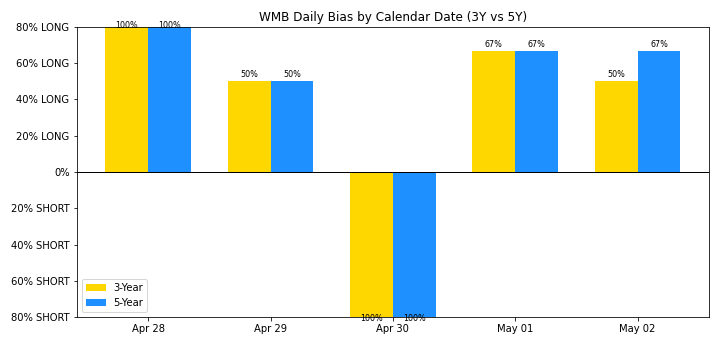 WMB Daily Bias by Calendar Date (3Y vs 5Y)
80% LONG
60% LONG
40% LONG
20% LONG
0%
20% SHORT
40% SHORT
60% SHORT
80% SHORT
100% 100%
50% 50%
100% 100%
67% 67%
50% 67%
3-Year
5-Year
Apr 28 Apr 29 Apr 30 May 01 May 02